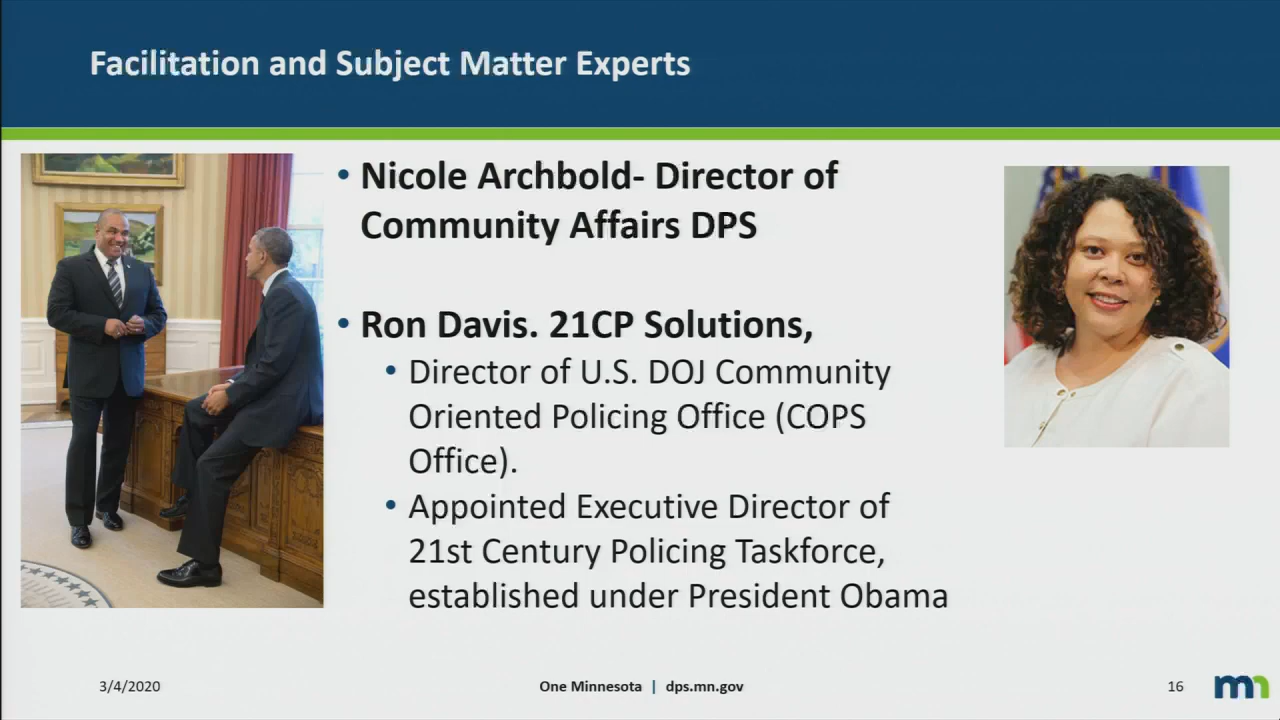 Facilitation and Subject Matter Experts
• Nicole Archbold- Director of
Community Affairs DPS
• Ron Davis. 21CP Solutions,
• Director of U.S. DOJ Community
Oriented Policing Office (COPS
Office).
• Appointed Executive Director of
21st Century Policing Taskforce,
established under President Obama
3/4/2020
One Minnesota | dps.mn.gov
16
mn